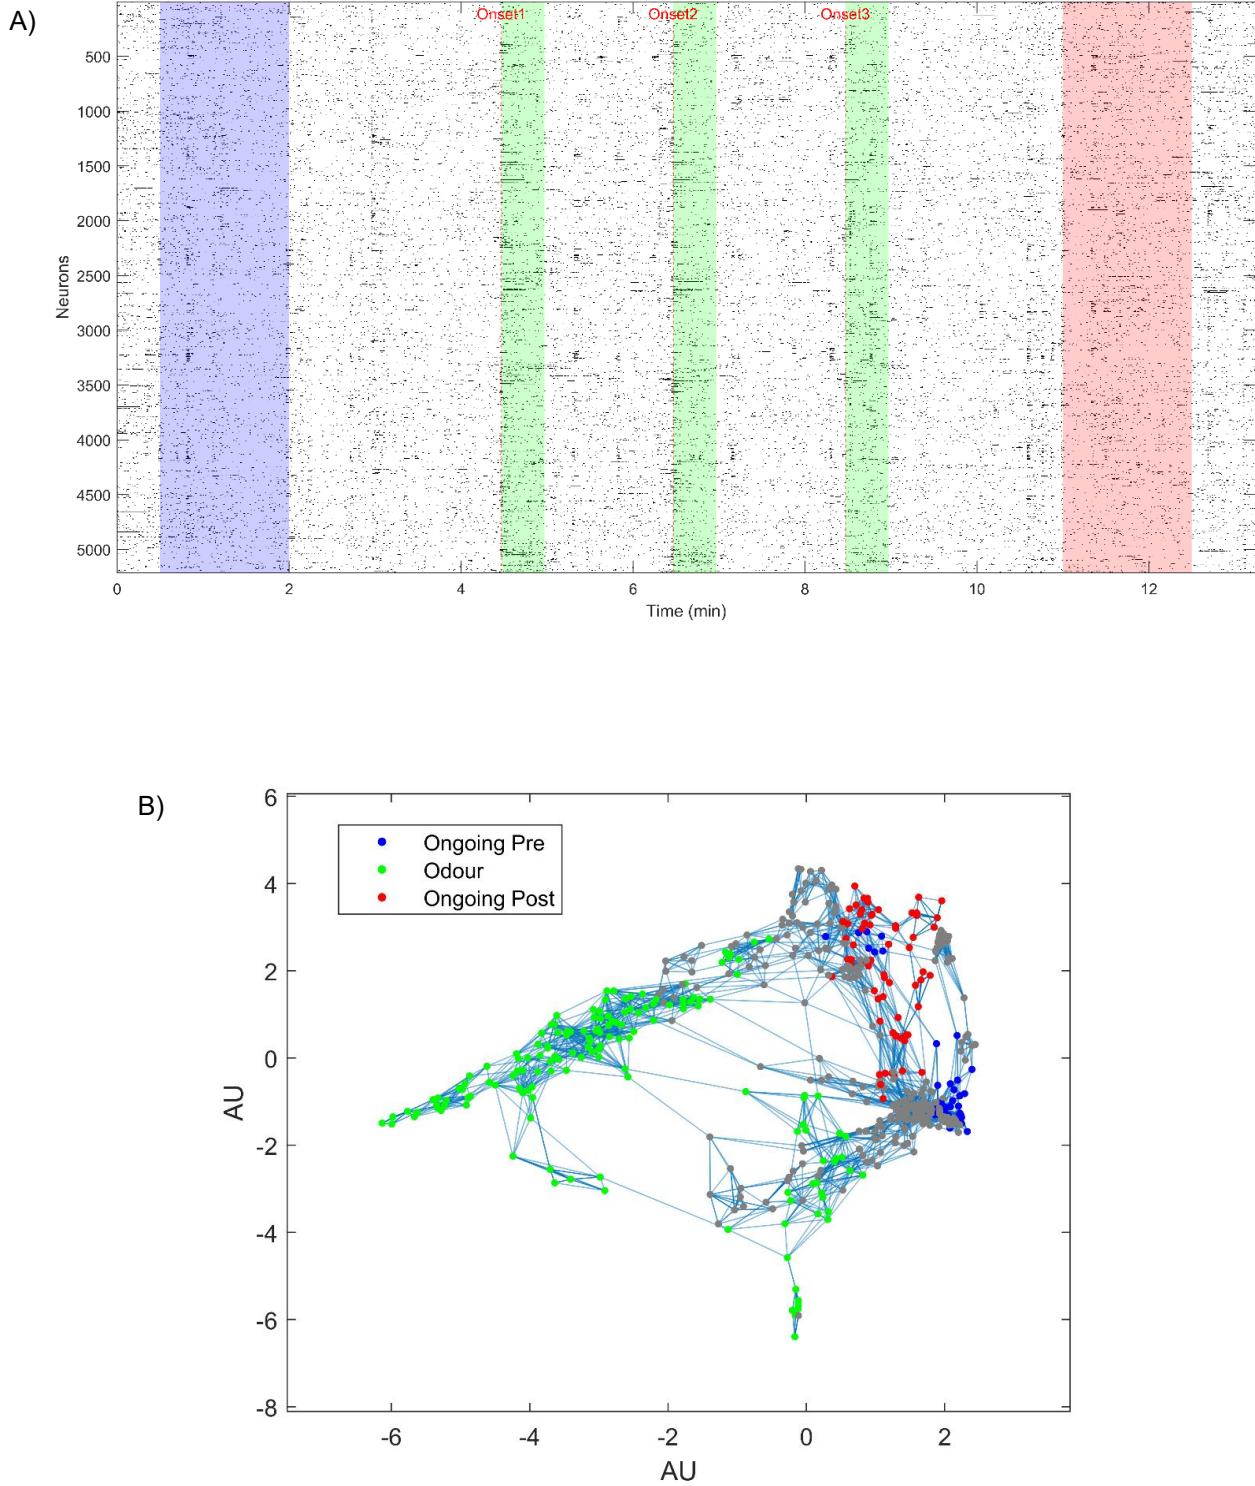 A)
Onset1 Onset2 Onset3
500
1000
1500
2000
2500
3000
3500
4000
4500
5000
Neurons
0 2 4 6 8 10 12
Time (min)
B)
6
4
2
0
-2
-4
-6
-8
AU
Ongoing Pre
Odour
Ongoing Post
-6 -4 -2 0 2
AU